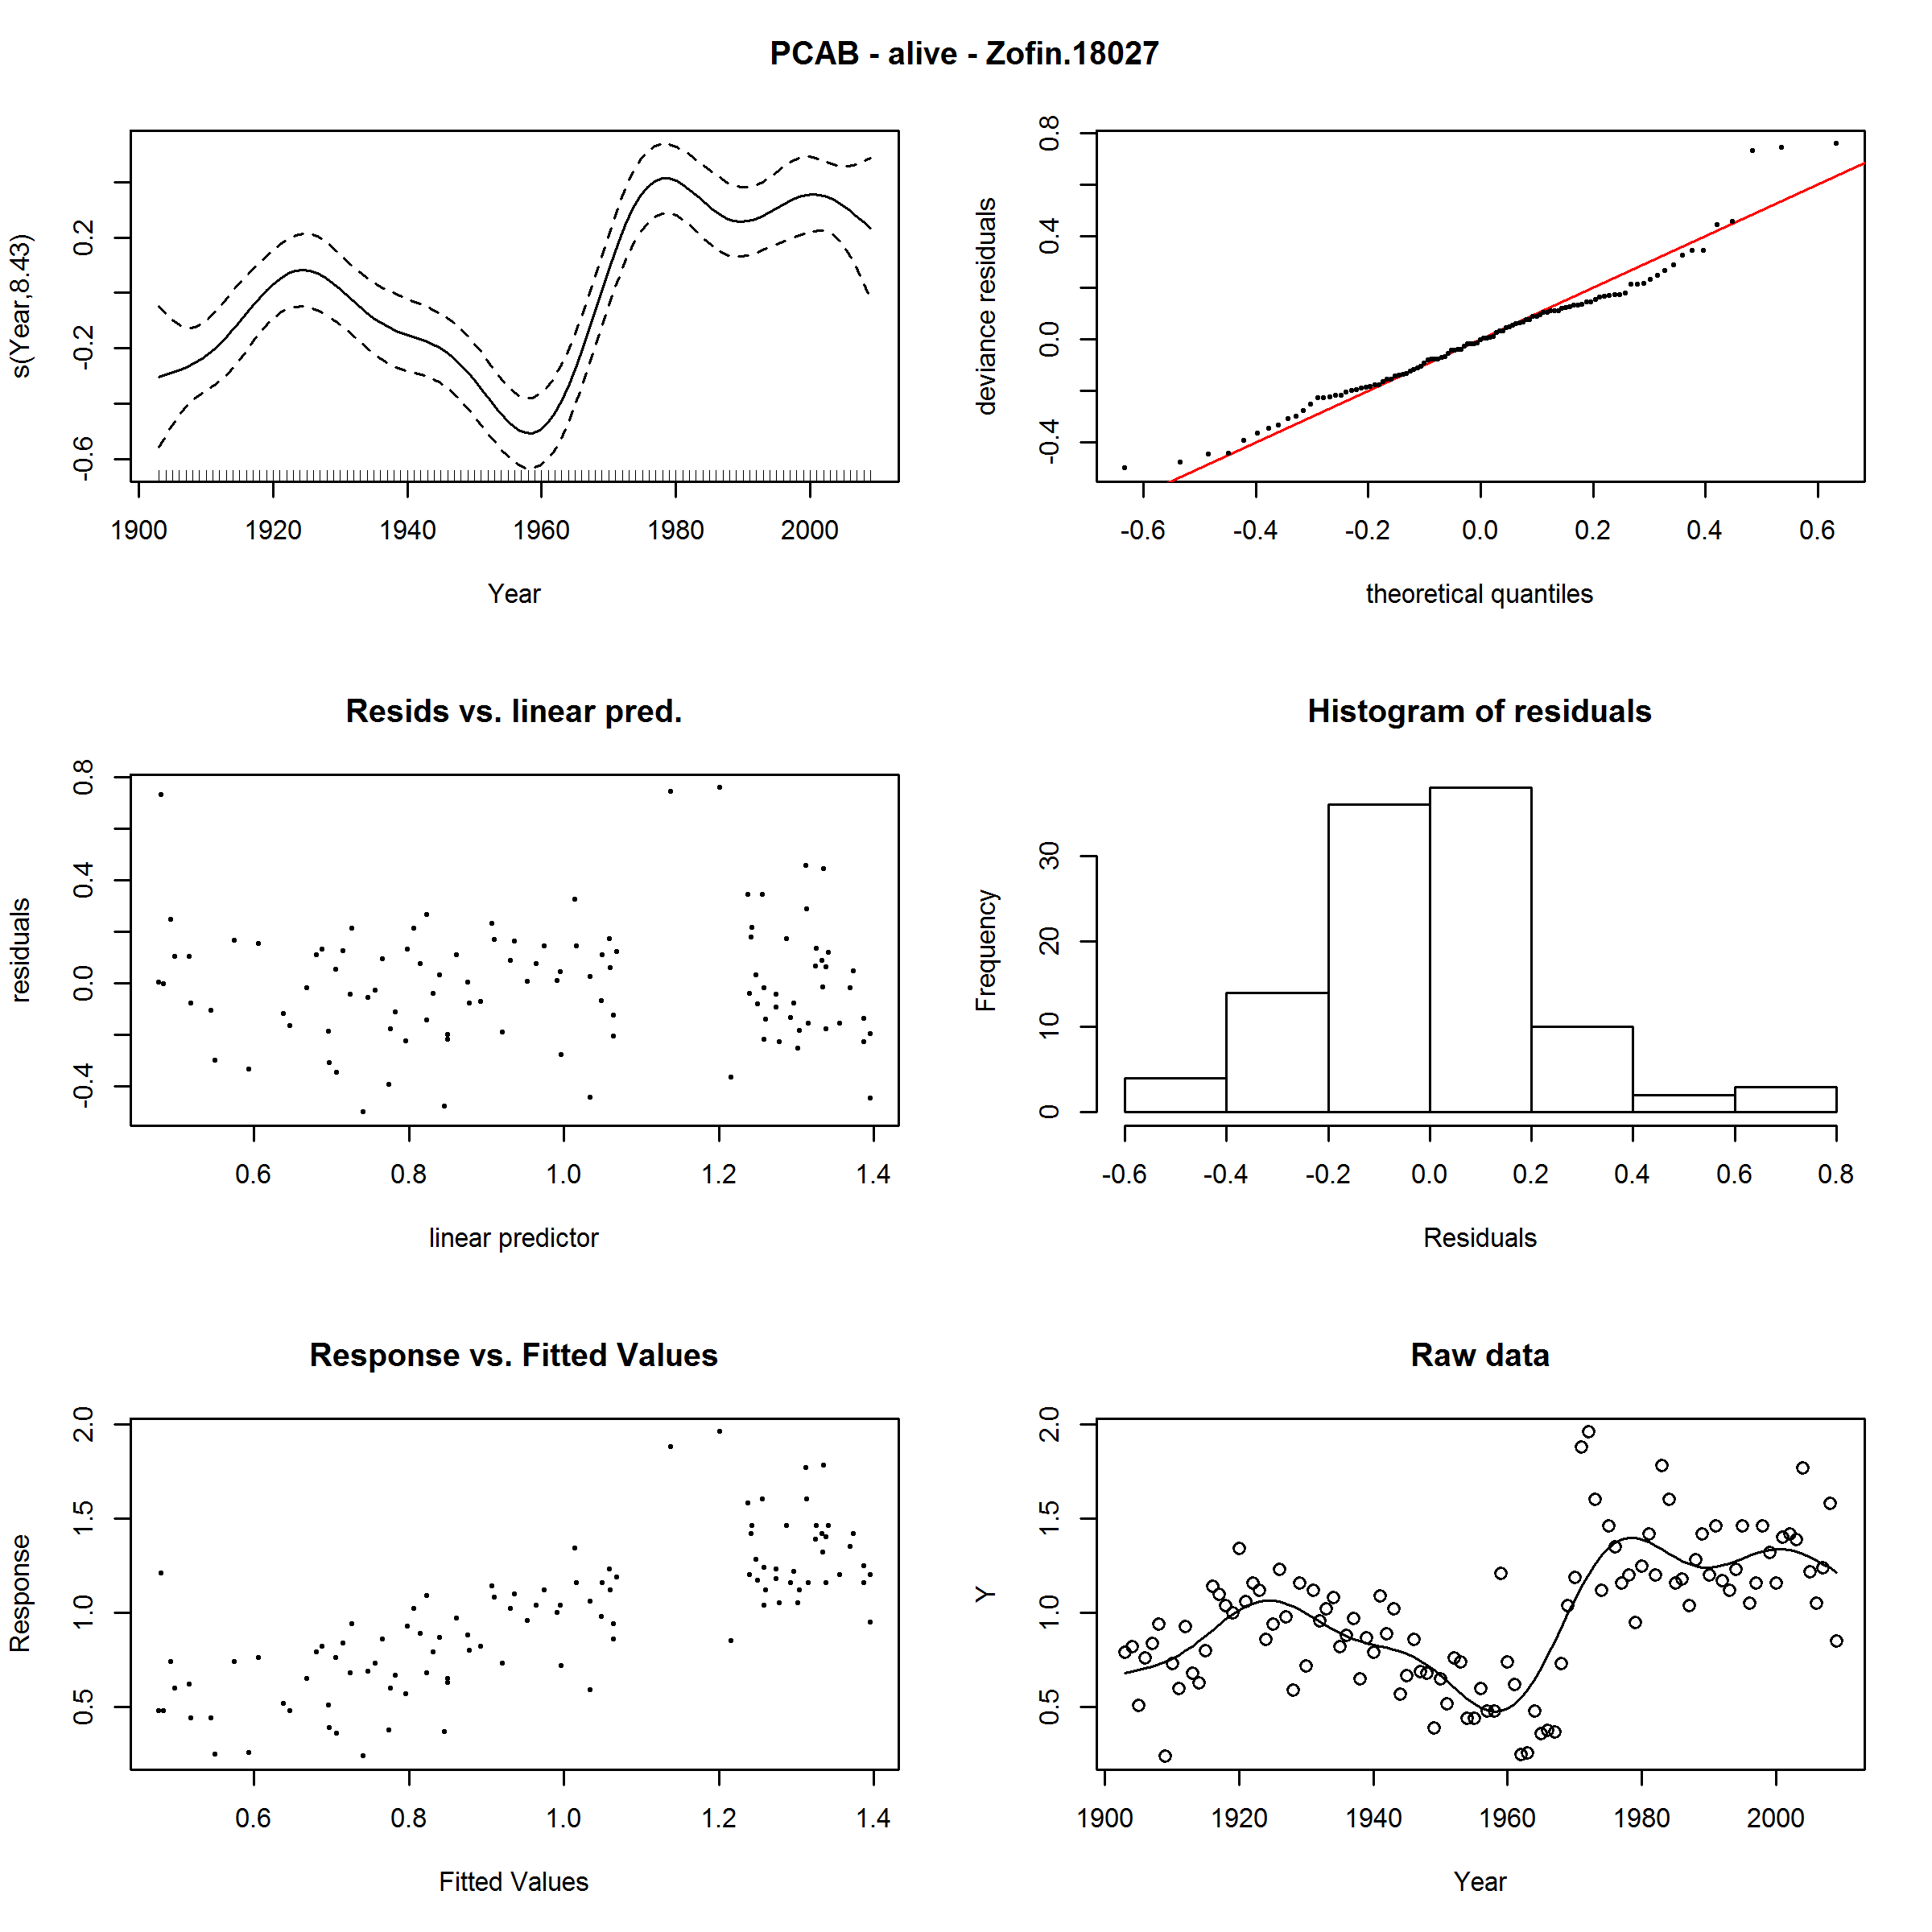 PCAB - alive - Zofin.18027
s(Year,8.43)
-0.6 -0.2 0.2
1900 1920 1940 1960 1980 2000
Year
deviance residuals
-0.4 0.0 0.4 0.8
-0.6 -0.4 -0.2 0.0 0.2 0.4 0.6
theoretical quantiles
Resids vs. linear pred.
residuals
-0.4 0.0 0.4 0.8
0.6 0.8 1.0 1.2 1.4
linear predictor
Histogram of residuals
Frequency
0 10 20 30
-0.6 -0.4 -0.2 0.0 0.2 0.4 0.6 0.8
Residuals
Response vs. Fitted Values
Response
0.5 1.0 1.5 2.0
0.6 0.8 1.0 1.2 1.4
Fitted Values
Raw data
Y
0.5 1.0 1.5 2.0
1900 1920 1940 1960 1980 2000
Year